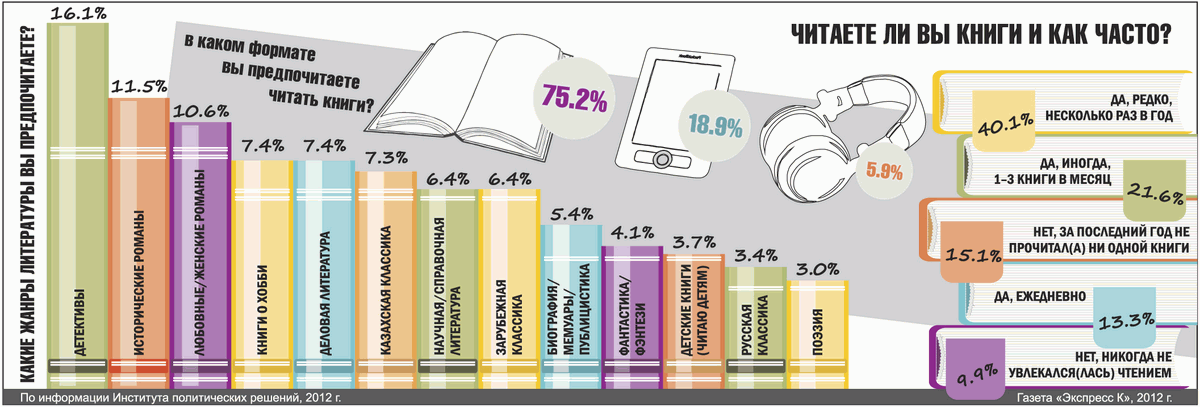 КАКИЕ ЖАНРЫ ЛИТЕРАТУРЫ ВЫ ПРЕДПОЧИТАЕТЕ?
16.1%
ДЕТЕКТИВЫ
11.5%
ИСТОРИЧЕСКИЕ РОМАНЫ
10.6%
ЛЮБОВНЫЕ/ЖЕНСКИЕ РОМАНЫ
7.4%
КНИГИ О ХОББИ
7.4%
ДЕЛОВАЯ ЛИТЕРАТУРА
7.3%
КАЗАХСКАЯ КЛАССИКА
6.4%
НАУЧНАЯ/СПРАВОЧНАЯ
ЛИТЕРАТУРА
6.4%
ЗАРУБЕЖНАЯ
КЛАССИКА
5.4%
БИОГРАФИЯ/
МЕМУАРЫ/
ПУБЛИЦИСТИКА
4.1%
ФАНТАСТИКА/
ФЭНТЕЗИ
3.7%
ДЕТСКИЕ КНИГИ
(ЧИТАЮ ДЕТЯМ)
3.4%
РУССКАЯ
КЛАССИКА
3.0%
ПОЭЗИЯ
В каком формате
вы предпочитаете
читать книги?
75.2%
18.9%
5.9%
ЧИТАЕТЕ ЛИ ВЫ КНИГИ И КАК ЧАСТО?
ДА, РЕДКО,
НЕСКОЛЬКО РАЗ В ГОД
40.1%
ДА, ИНОГДА,
1–3 КНИГИ В МЕСЯЦ
21.6%
НЕТ, ЗА ПОСЛЕДНИЙ ГОД НЕ
ПРОЧИТАЛ(А) НИ ОДНОЙ КНИГИ
15.1%
ДА, ЕЖЕДНЕВНО
13.3%
НЕТ, НИКОГДА НЕ
УВЛЕКАЛСЯ(ЛАСЬ) ЧТЕНИЕМ
9.9%
По информации Института политических решений, 2012 г.
Газета «Экспресс К», 2012 г.